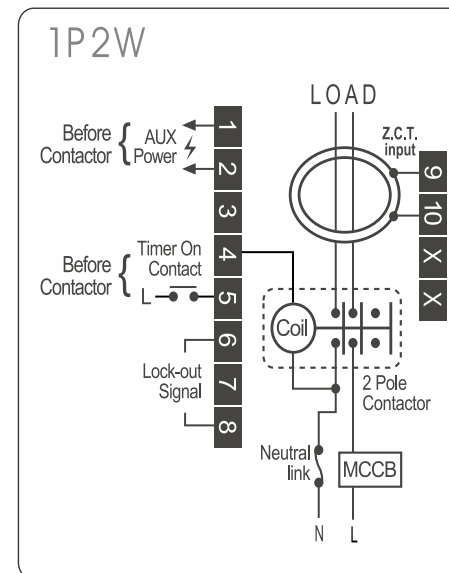 1P2W
LOAD
Z.C.T.
input
Before
Contactor
AUX
Power
1
2
3
4
5
6
7
8
9
10
X
X
Before
Contactor
Timer On
Contact
L
Coil
Lock-out
Signal
2 Pole
Contactor
Neutral
link
MCCB
N
L